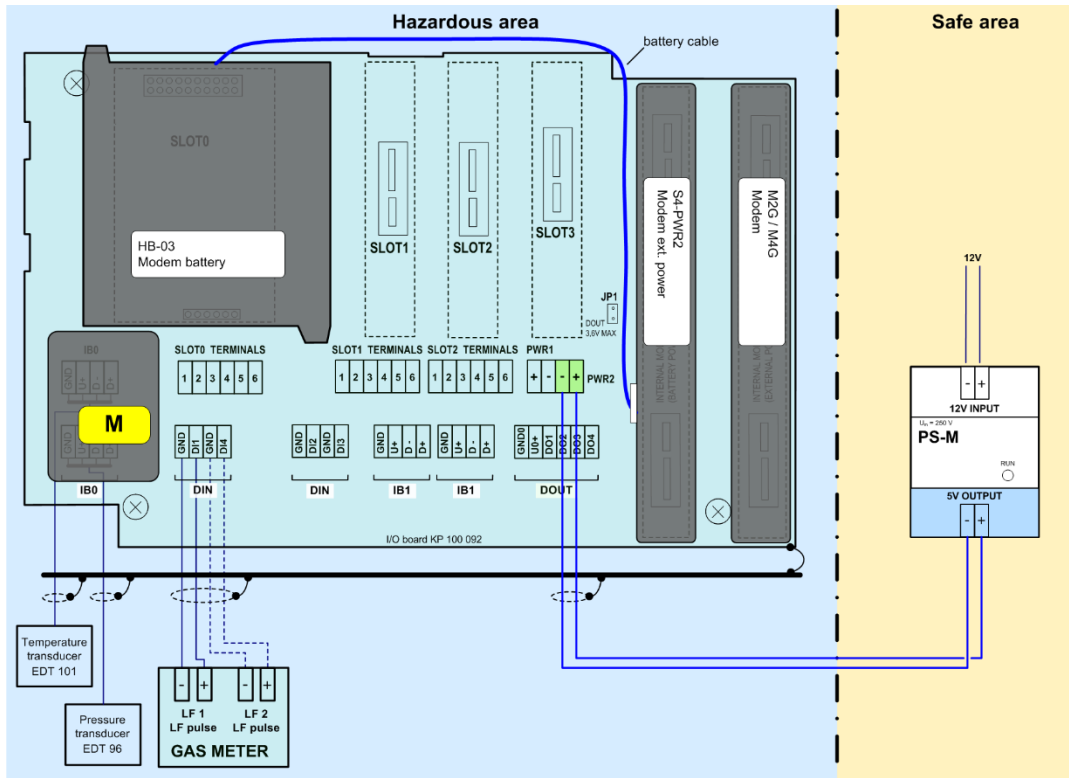 Hazardous area
Safe area
battery cable
SLOT0
HB-03
Modem battery
SLOT1
SLOT2
SLOT3
S4-PWR2
Modem ext. power
M2G / M4G
Modem
JP1
DOUT
3,6V MAX
IB0
GND
U+
D-
D+
M
GND
U+
D-
D+
IB0
SLOT0 TERMINALS
1 2 3 4 5 6
SLOT1 TERMINALS
1 2 3 4 5 6
SLOT2 TERMINALS
1 2 3 4 5 6
PWR1
+ - - +
PWR2
GND
DI1
GND
DI4
DIN
GND
DI2
GND
DI3
DIN
GND
U+
D-
D+
IB1
GND
U+
D-
D+
IB1
GND0
U0+
DO1
DO2
DO3
DO4
DOUT
I/O board KP 100 092
12V
- +
12V INPUT
Um = 250 V
PS-M
RUN
5V OUTPUT
- +
Temperature
transducer
EDT 101
Pressure
transducer
EDT 96
- + - +
LF 1
LF pulse
LF 2
LF pulse
GAS METER